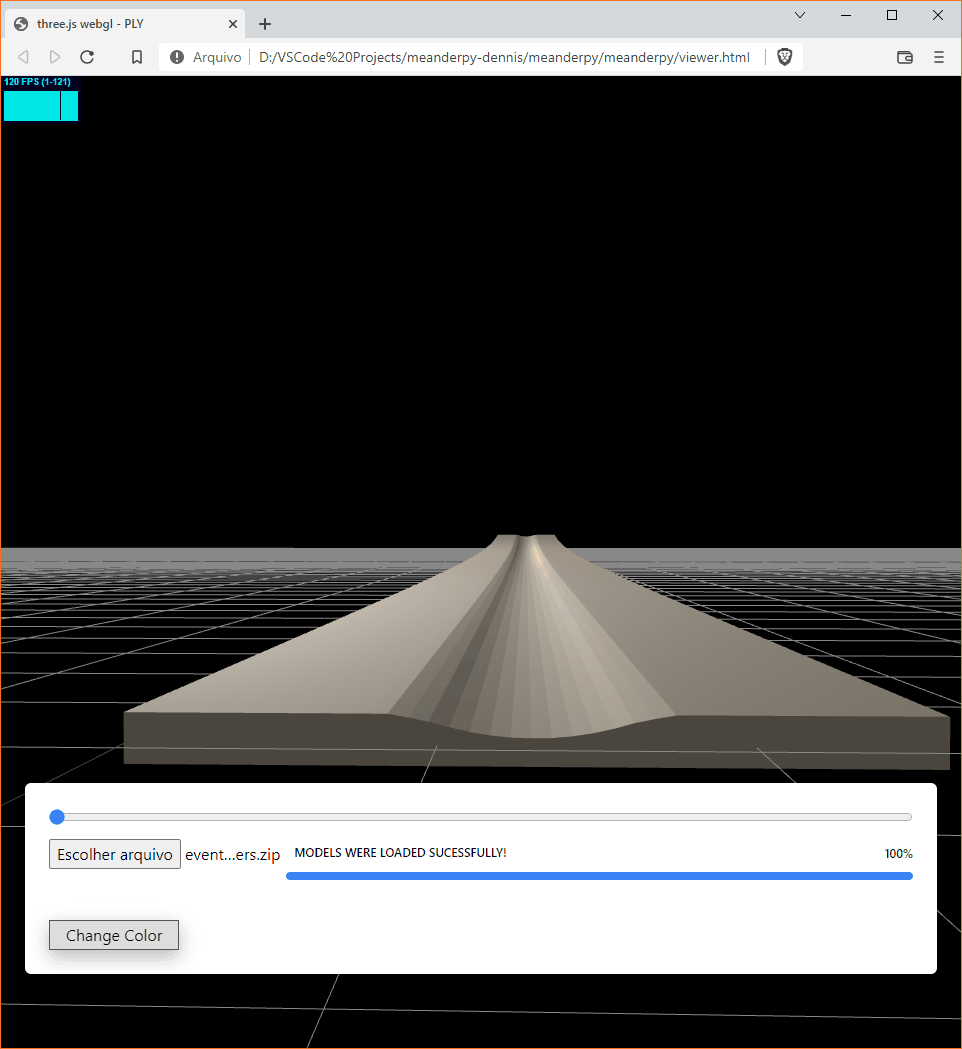 three.js webgl - PLY
Arquivo D:/VSCode%20Projects/meanderpy-dennis/meanderpy/meanderpy/viewer.html
120 FPS (1-121)
Escolher arquivo event...ers.zip MODELS WERE LOADED SUCESSFULLY! 100%
Change Color